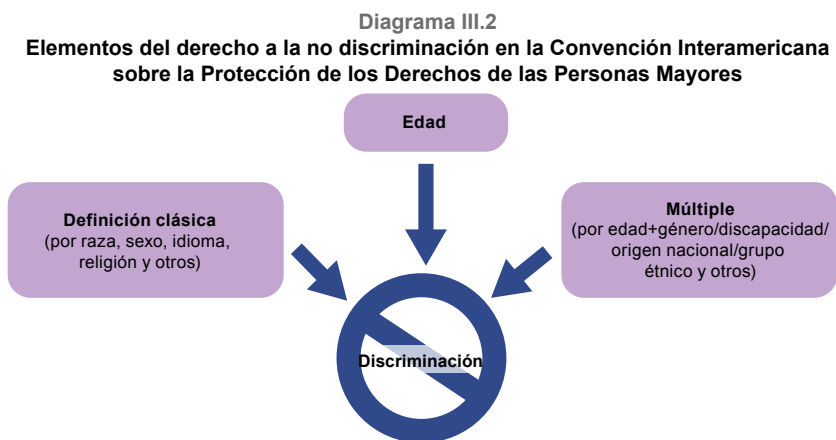 Diagrama III.2
Elementos del derecho a la no discriminación en la Convención Interamericana
sobre la Protección de los Derechos de las Personas Mayores
Edad
Definición clásica
(por raza, sexo, idioma,
religión y otros)
Múltiple
(por edad+género/discapacidad/
origen nacional/grupo
étnico y otros)
Discriminación